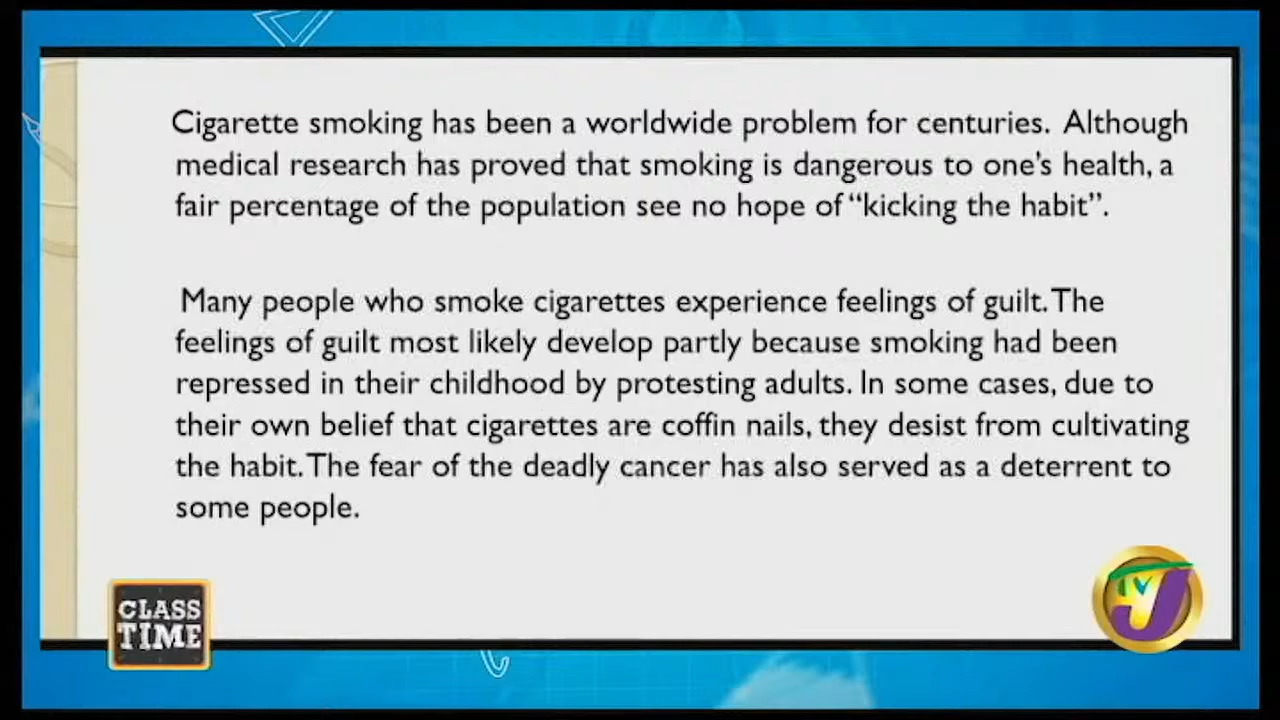 Cigarette smoking has been a worldwide problem for centuries. Although
medical research has proved that smoking is dangerous to one's health, a
fair percentage of the population see no hope of “kicking the habit”.
Many people who smoke cigarettes experience feelings of guilt. The
feelings of guilt most likely develop partly because smoking had been
repressed in their childhood by protesting adults. In some cases, due to
their own belief that cigarettes are coffin nails, they desist from cultivating
the habit. The fear of the deadly cancer has also served as a deterrent to
some people.
CLASS
TIME
TVJ